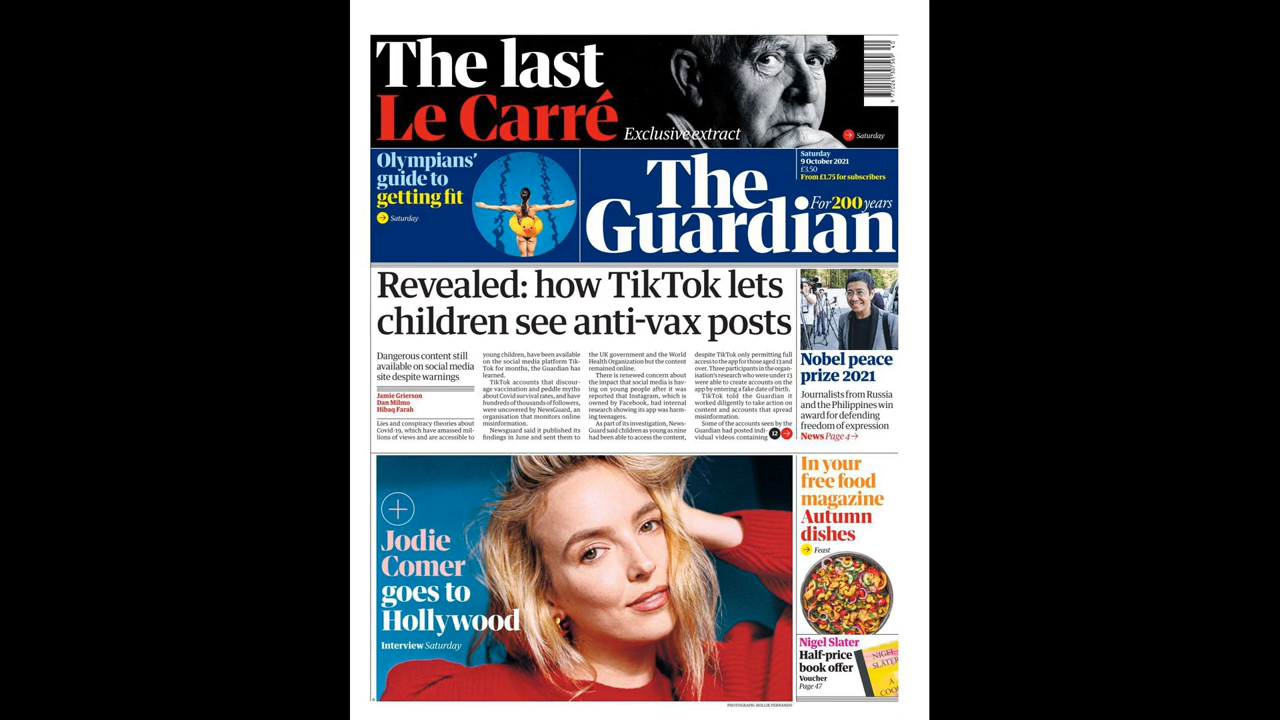 The last
Le Carré
Exclusive extract
Saturday
Olympians'
guide to
getting fit
Saturday
The
Guardian
For 200 years
Saturday
9 October 2021
£3.50
From £1.75 for subscribers
Revealed: how TikTok lets
children see anti-vax posts
Dangerous content still
available on social media
site despite warnings
Jamie Grierson
Dan Milmo
Hibaq Farah
Lies and conspiracy theories about
Covid-19, which have amassed mil-
lions of views and are accessible to
young children, have been available
on the social media platform Tik-
Tok for months, the Guardian has
learned.
TikTok accounts that discour-
age vaccination and peddle myths
about Covid survival rates, and have
hundreds of thousands of followers,
were uncovered by NewsGuard, an
organisation that monitors online
misinformation.
Newsguard said it published its
findings in June and sent them to
the UK government and the World
Health Organization but the content
remained online.
There is renewed concern about
the impact that social media is hav-
ing on young people after it was
reported that Instagram, which is
owned by Facebook, had internal
research showing its app was harm-
ing teenagers.
As part of its investigation, News-
Guard said children as young as nine
had been able to access the content,
despite TikTok only permitting full
access to the app for those aged 13 and
over. Three participants in the organ-
isation's research who were under 13
were able to create accounts on the
app by entering a fake date of birth.
TikTok told the Guardian it
worked diligently to take action on
content and accounts that spread
misinformation.
Some of the accounts seen by the
Guardian had posted indi-
vidual videos containing
12
Nobel peace
prize 2021
Journalists from Russia
and the Philippines win
award for defending
freedom of expression
News Page 4
Jodie
Comer
goes to
Hollywood
Interview Saturday
In your
free food
magazine
Autumn
dishes
Feast
Nigel Slater
Half-price
book offer
Voucher
Page 47
NIGEL
SLATER
A
COO
PHOTOGRAPH: HOLLIE FERNANDO